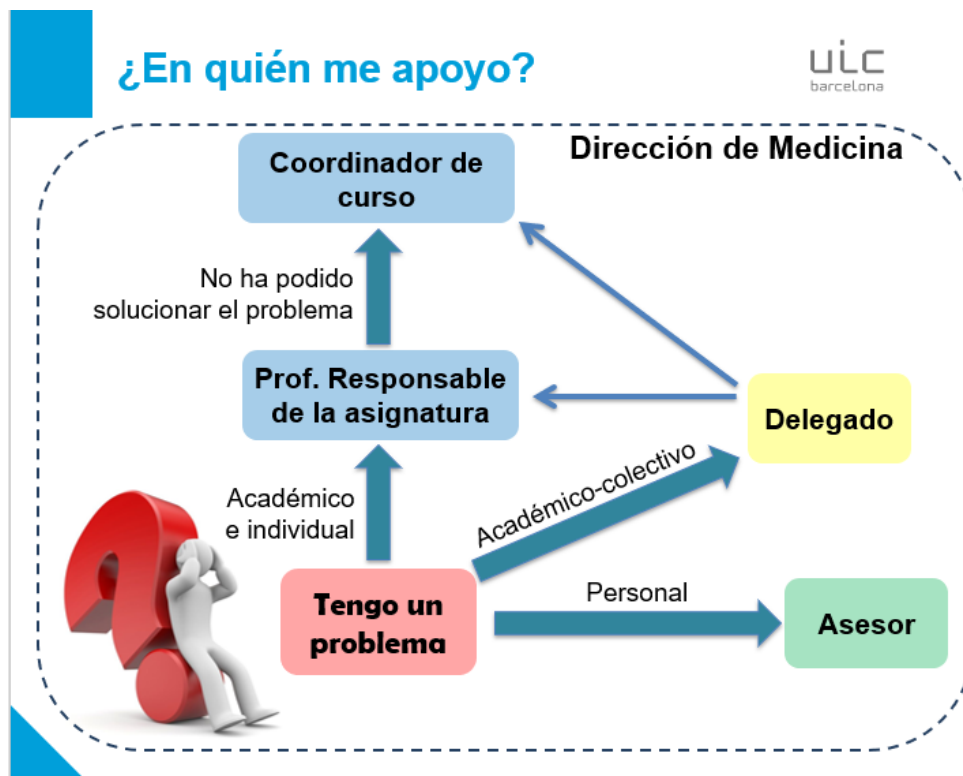 ¿En quién me apoyo?
uic
barcelona
Dirección de Medicina
Coordinador de
curso
No ha podido
solucionar el problema
Prof. Responsable
de la asignatura
Delegado
Académico-colectivo
Académico
e individual
Tengo un
problema
Personal
Asesor